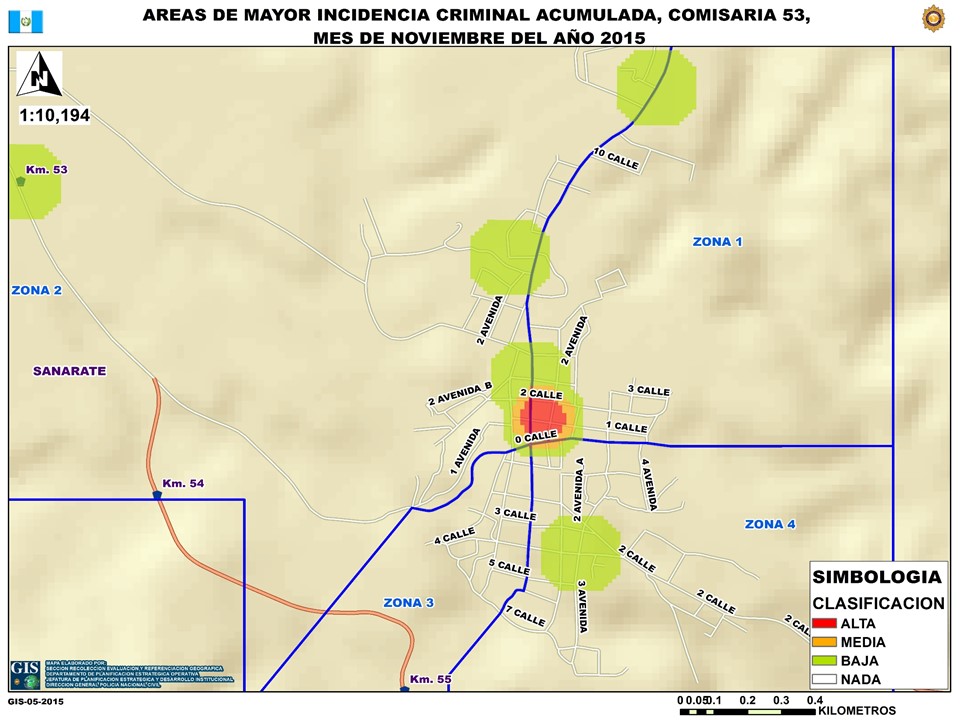 AREAS DE MAYOR INCIDENCIA CRIMINAL ACUMULADA, COMISARIA 53,
MES DE NOVIEMBRE DEL AÑO 2015
N
1:10,194
10 CALLE
Km. 53
ZONA 1
ZONA 2
2 AVENIDA
2 AVENIDA
SANARATE
2 AVENIDA B
2 CALLE
3 CALLE
1 CALLE
0 CALLE
1 AVENIDA
2 AVENIDA A
4 AVENIDA
Km. 54
3 CALLE
ZONA 4
4 CALLE
2 CALLE
5 CALLE
3 AVENIDA
2 CALLE
ZONA 3
7 CALLE
2 CAL
SIMBOLOGIA
CLASIFICACION
ALTA
MEDIA
BAJA
NADA
GIS
MAPA ELABORADO POR:
SECCION RECOLECCION EVALUACION Y REFERENCIACION GEOGRAFICA
DEPARTAMENTO DE PLANIFICACION ESTRATEGICA OPERATIVA
JEFATURA DE PLANIFICACION ESTRATEGICA Y DESARROLLO INSTITUCIONAL
DIRECCION GENERAL POLICIA NACIONAL CIVIL
Km. 55
GIS-05-2015
0 0.05 0.1 0.2 0.3 0.4
KILOMETROS